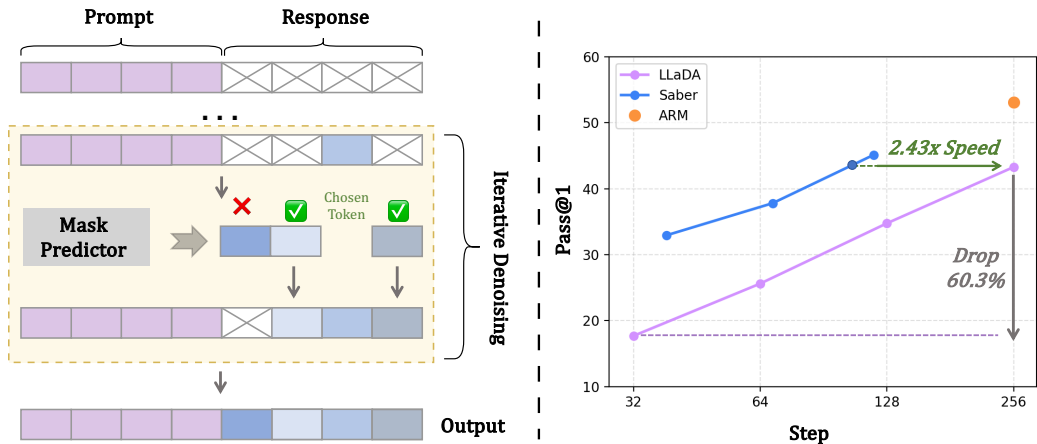 Prompt
Response
...
Chosen
Token
Mask
Predictor
Iterative Denoising
Output
60
50
40
30
20
10
Pass@1
LLaDA
Saber
ARM
2.43x Speed
Drop
60.3%
32
64
128
256
Step